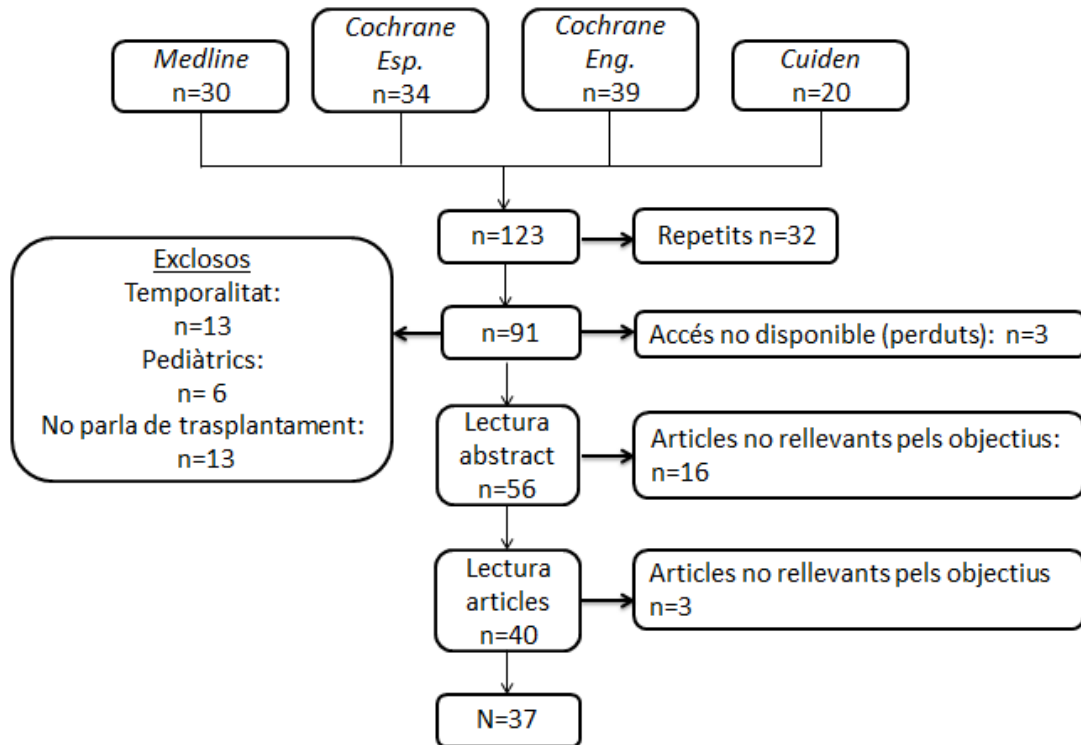 Medline
n=30
Cochrane
Esp.
n=34
Cochrane
Eng.
n=39
Cuiden
n=20
n=123
Repetits n=32
Exclosos
Temporalitat:
n=13
Pediàtrics:
n= 6
No parla de trasplantament:
n=13
n=91
Accés no disponible (perduts): n=3
Lectura
abstract
n=56
Articles no rellevants pels objectius:
n=16
Lectura
articles
n=40
Articles no rellevants pels objectius
n=3
N=37